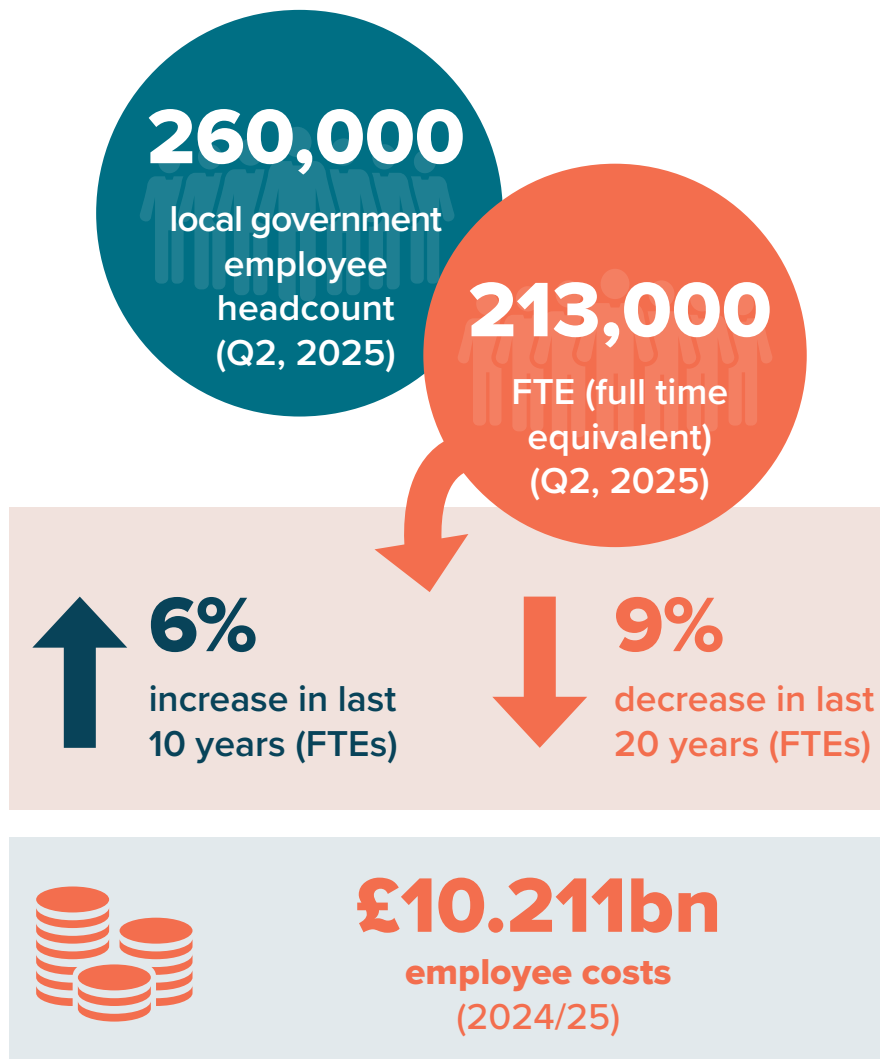 260,000
local government
employee
headcount
(Q2, 2025)
213,000
FTE (full time
equivalent)
(Q2, 2025)
6%
increase in last
10 years (FTEs)
9%
decrease in last
20 years (FTEs)
£10.211bn
employee costs
(2024/25)